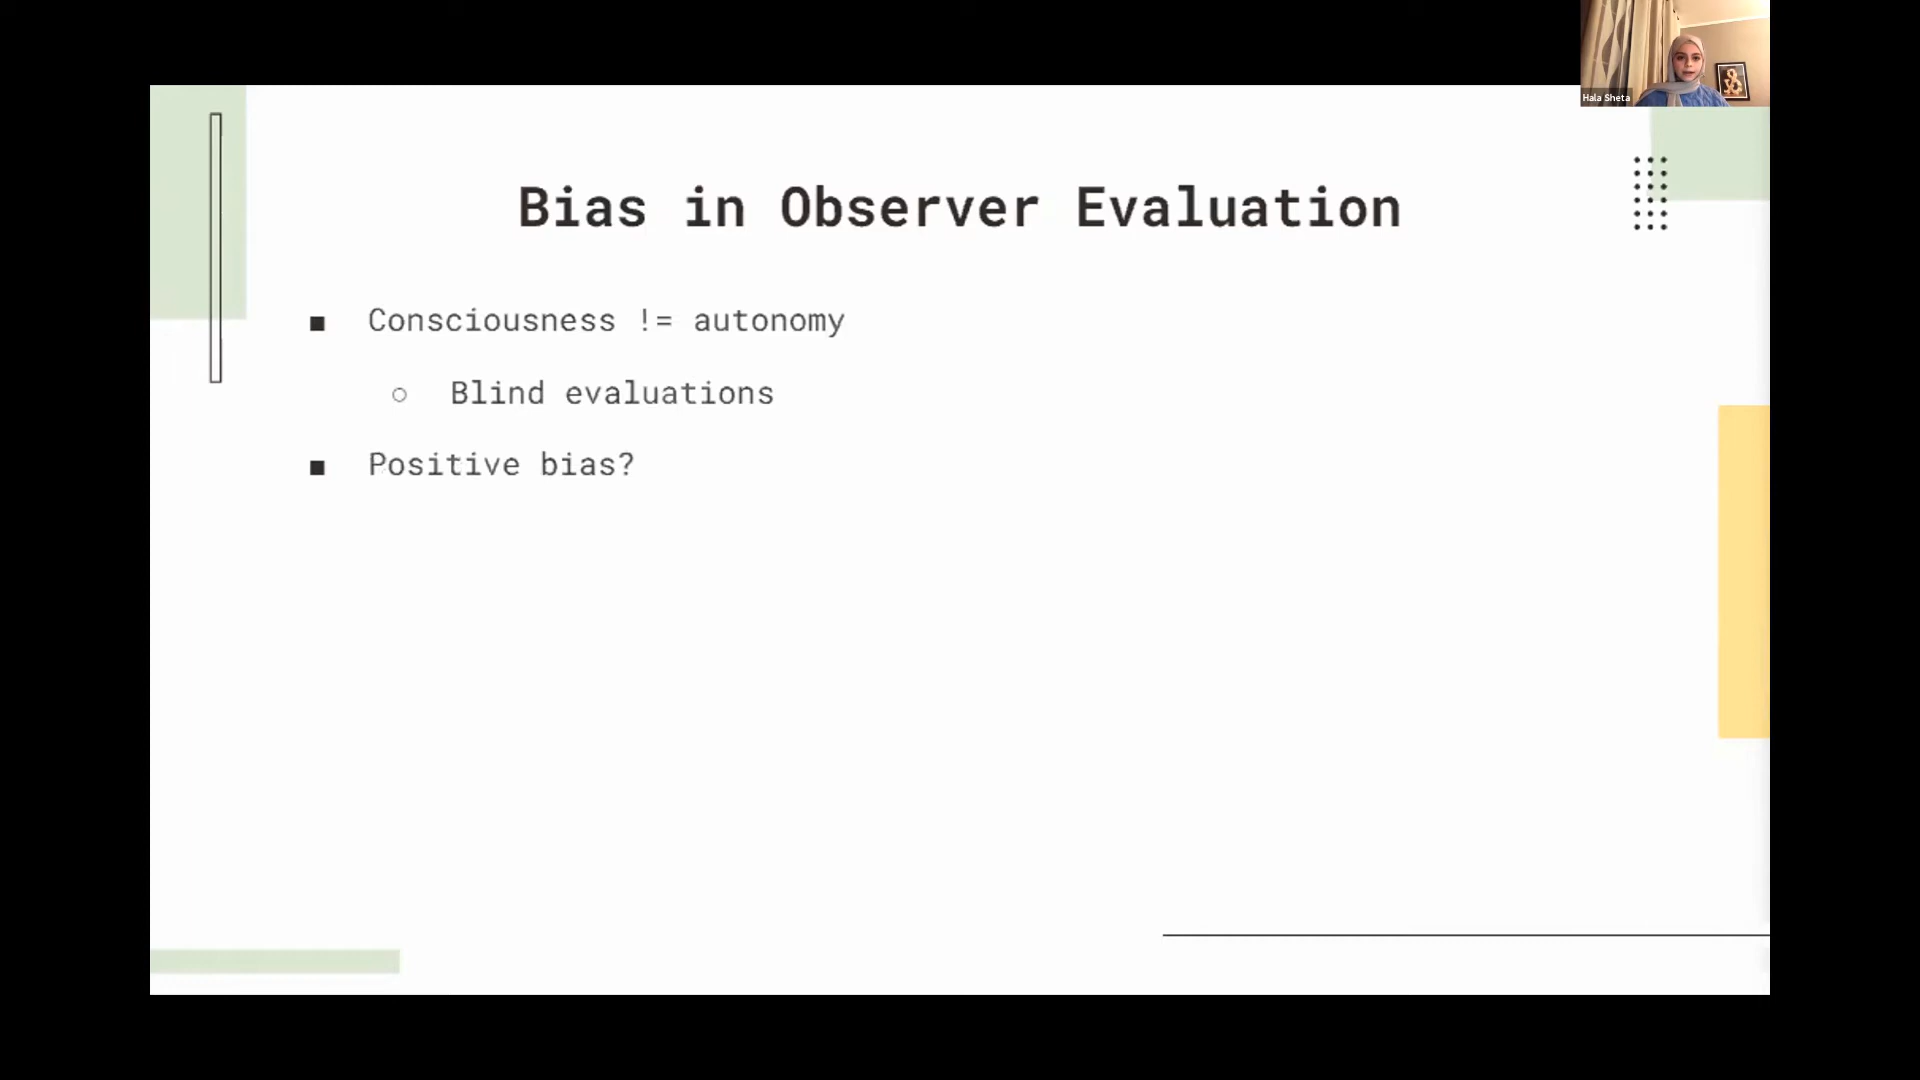 Hala Sheta
Bias in Observer Evaluation
■ Consciousness != autonomy
○ Blind evaluations
■ Positive bias?